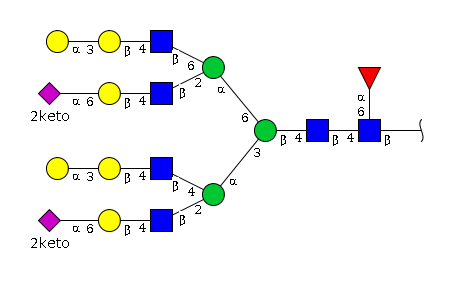 α 3 β 4 β 6
α 6 β 4 β 2 α
2keto
α 6
6
3 β 4 β 4 β
α 3 β 4 β 4 α
α 6 β 4 β 2
2keto